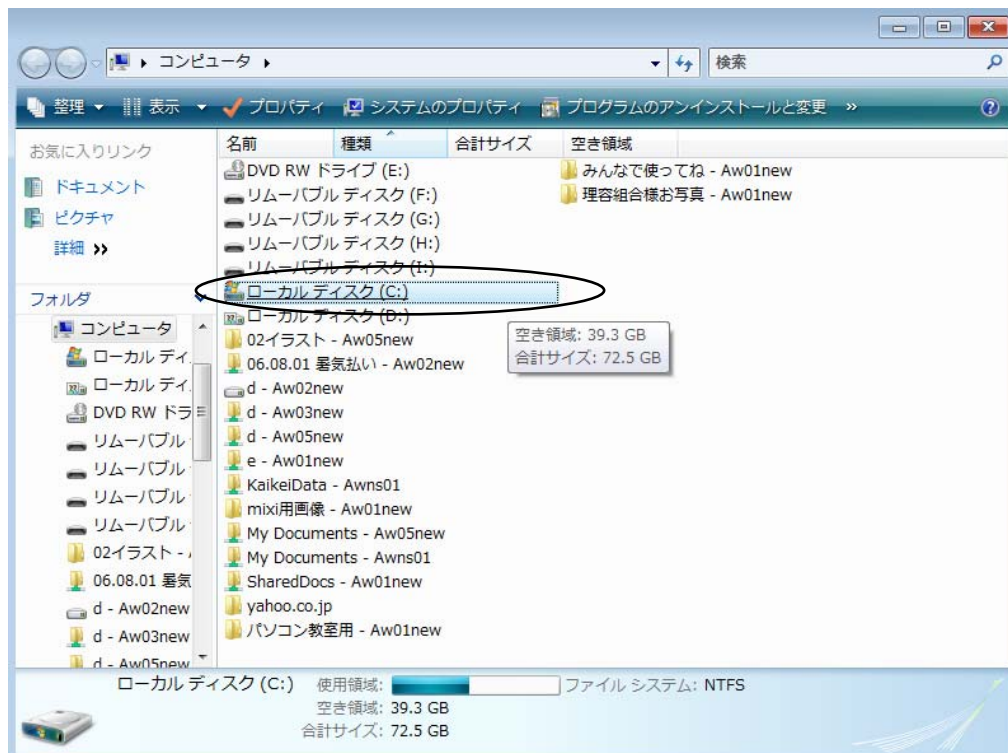 コンピュータ
検索
整理 表示 プロパティ システムのプロパティ プログラムのアンインストールと変更 »
お気に入りリンク
ドキュメント
ピクチャ
詳細 »
フォルダ
コンピュータ
ローカル ディ
ローカル ディ
DVD RW ドラ
リムーバブル
リムーバブル
リムーバブル
リムーバブル
02イラスト -
06.08.01 暑気
d - Aw02new
d - Aw03new
d - Aw05new
名前 種類 合計サイズ 空き領域
DVD RW ドライブ (E:)
リムーバブル ディスク (F:)
リムーバブル ディスク (G:)
リムーバブル ディスク (H:)
リムーバブル ディスク (I:)
ローカル ディスク (C:)
ローカル ディスク (D:)
02イラスト - Aw05new
06.08.01 暑気払い - Aw02new
d - Aw02new
d - Aw03new
d - Aw05new
e - Aw01new
KaikeiData - Awns01
mixi用画像 - Aw01new
My Documents - Aw05new
My Documents - Awns01
SharedDocs - Aw01new
yahoo.co.jp
パソコン教室用 - Aw01new
みんなで使ってね - Aw01new
理容組合様お写真 - Aw01new
空き領域: 39.3 GB
合計サイズ: 72.5 GB
ローカル ディスク (C:) 使用領域: ファイル システム: NTFS
空き領域: 39.3 GB
合計サイズ: 72.5 GB